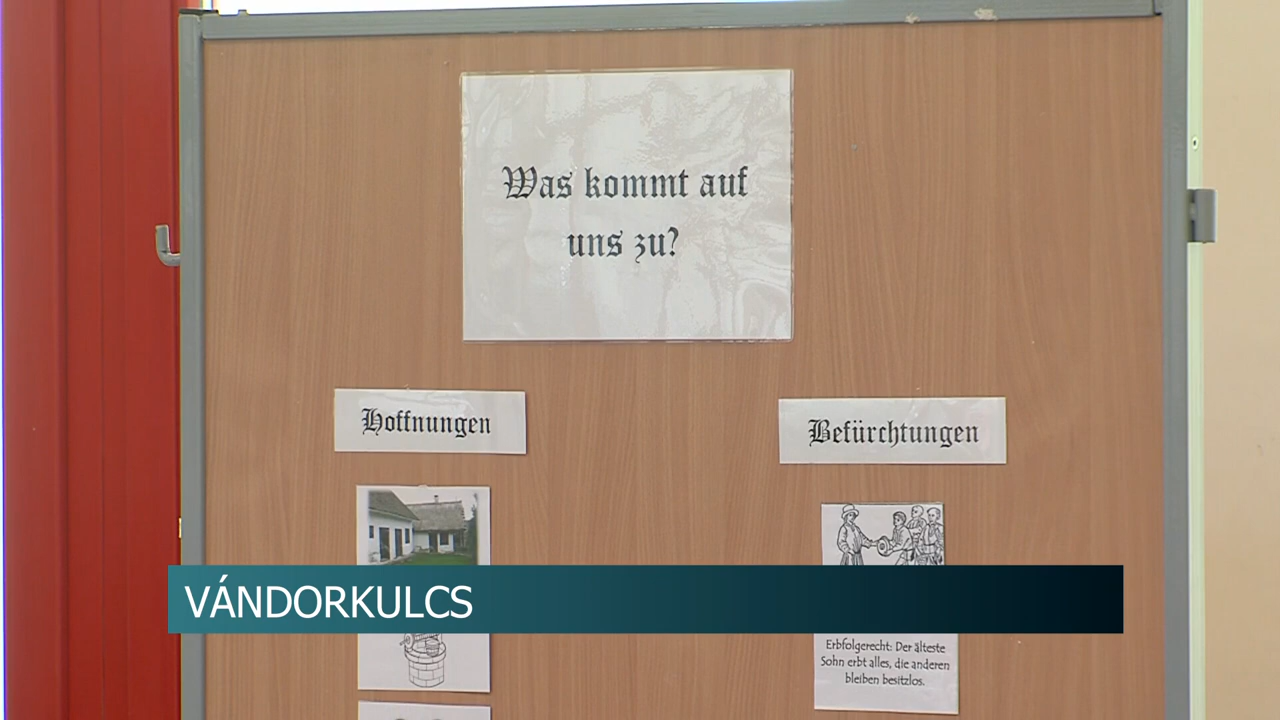 Was kommt auf
uns zu?
Hoffnungen
Befürchtungen
VÁNDORKULCS
Erbfolgerecht: Der älteste
Sohn erbt alles, die anderen
bleiben besitzlos.